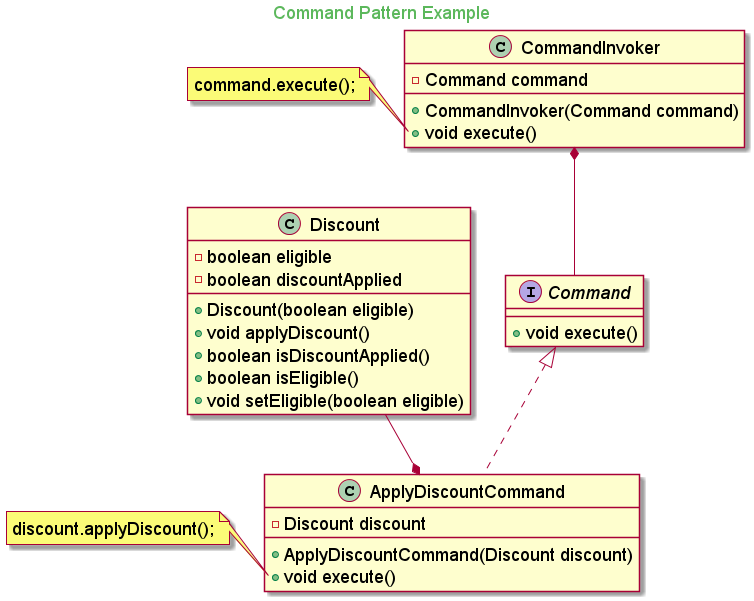 Command Pattern Example
C CommandInvoker
Command command
CommandInvoker(Command command)
void execute()
command.execute();
C Discount
boolean eligible
boolean discountApplied
Discount(boolean eligible)
void applyDiscount()
boolean isDiscountApplied()
boolean isEligible()
void setEligible(boolean eligible)
I Command
void execute()
C ApplyDiscountCommand
Discount discount
ApplyDiscountCommand(Discount discount)
void execute()
discount.applyDiscount();